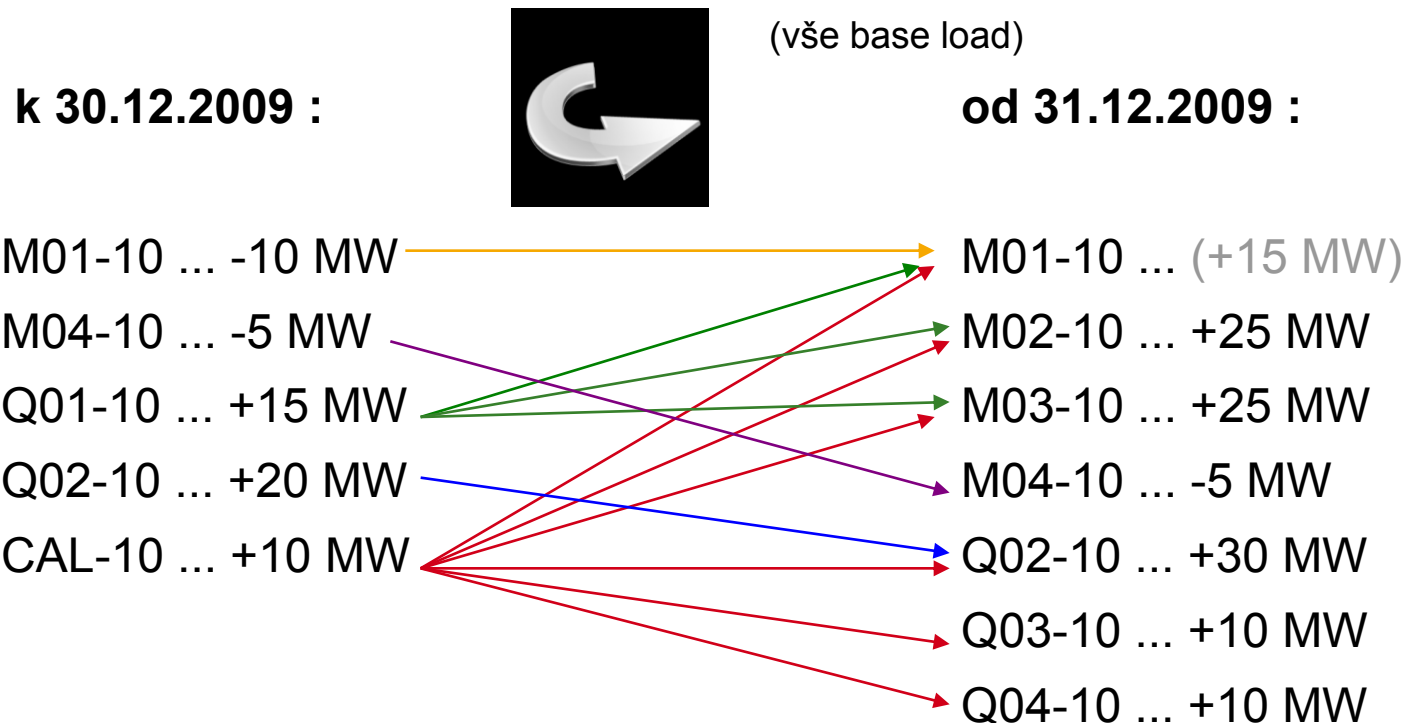 (vše base load)
k 30.12.2009 :
od 31.12.2009 :
M01-10 ... -10 MW
M04-10 ... -5 MW
Q01-10 ... +15 MW
Q02-10 ... +20 MW
CAL-10 ... +10 MW
M01-10 ... (+15 MW)
M02-10 ... +25 MW
M03-10 ... +25 MW
M04-10 ... -5 MW
Q02-10 ... +30 MW
Q03-10 ... +10 MW
Q04-10 ... +10 MW